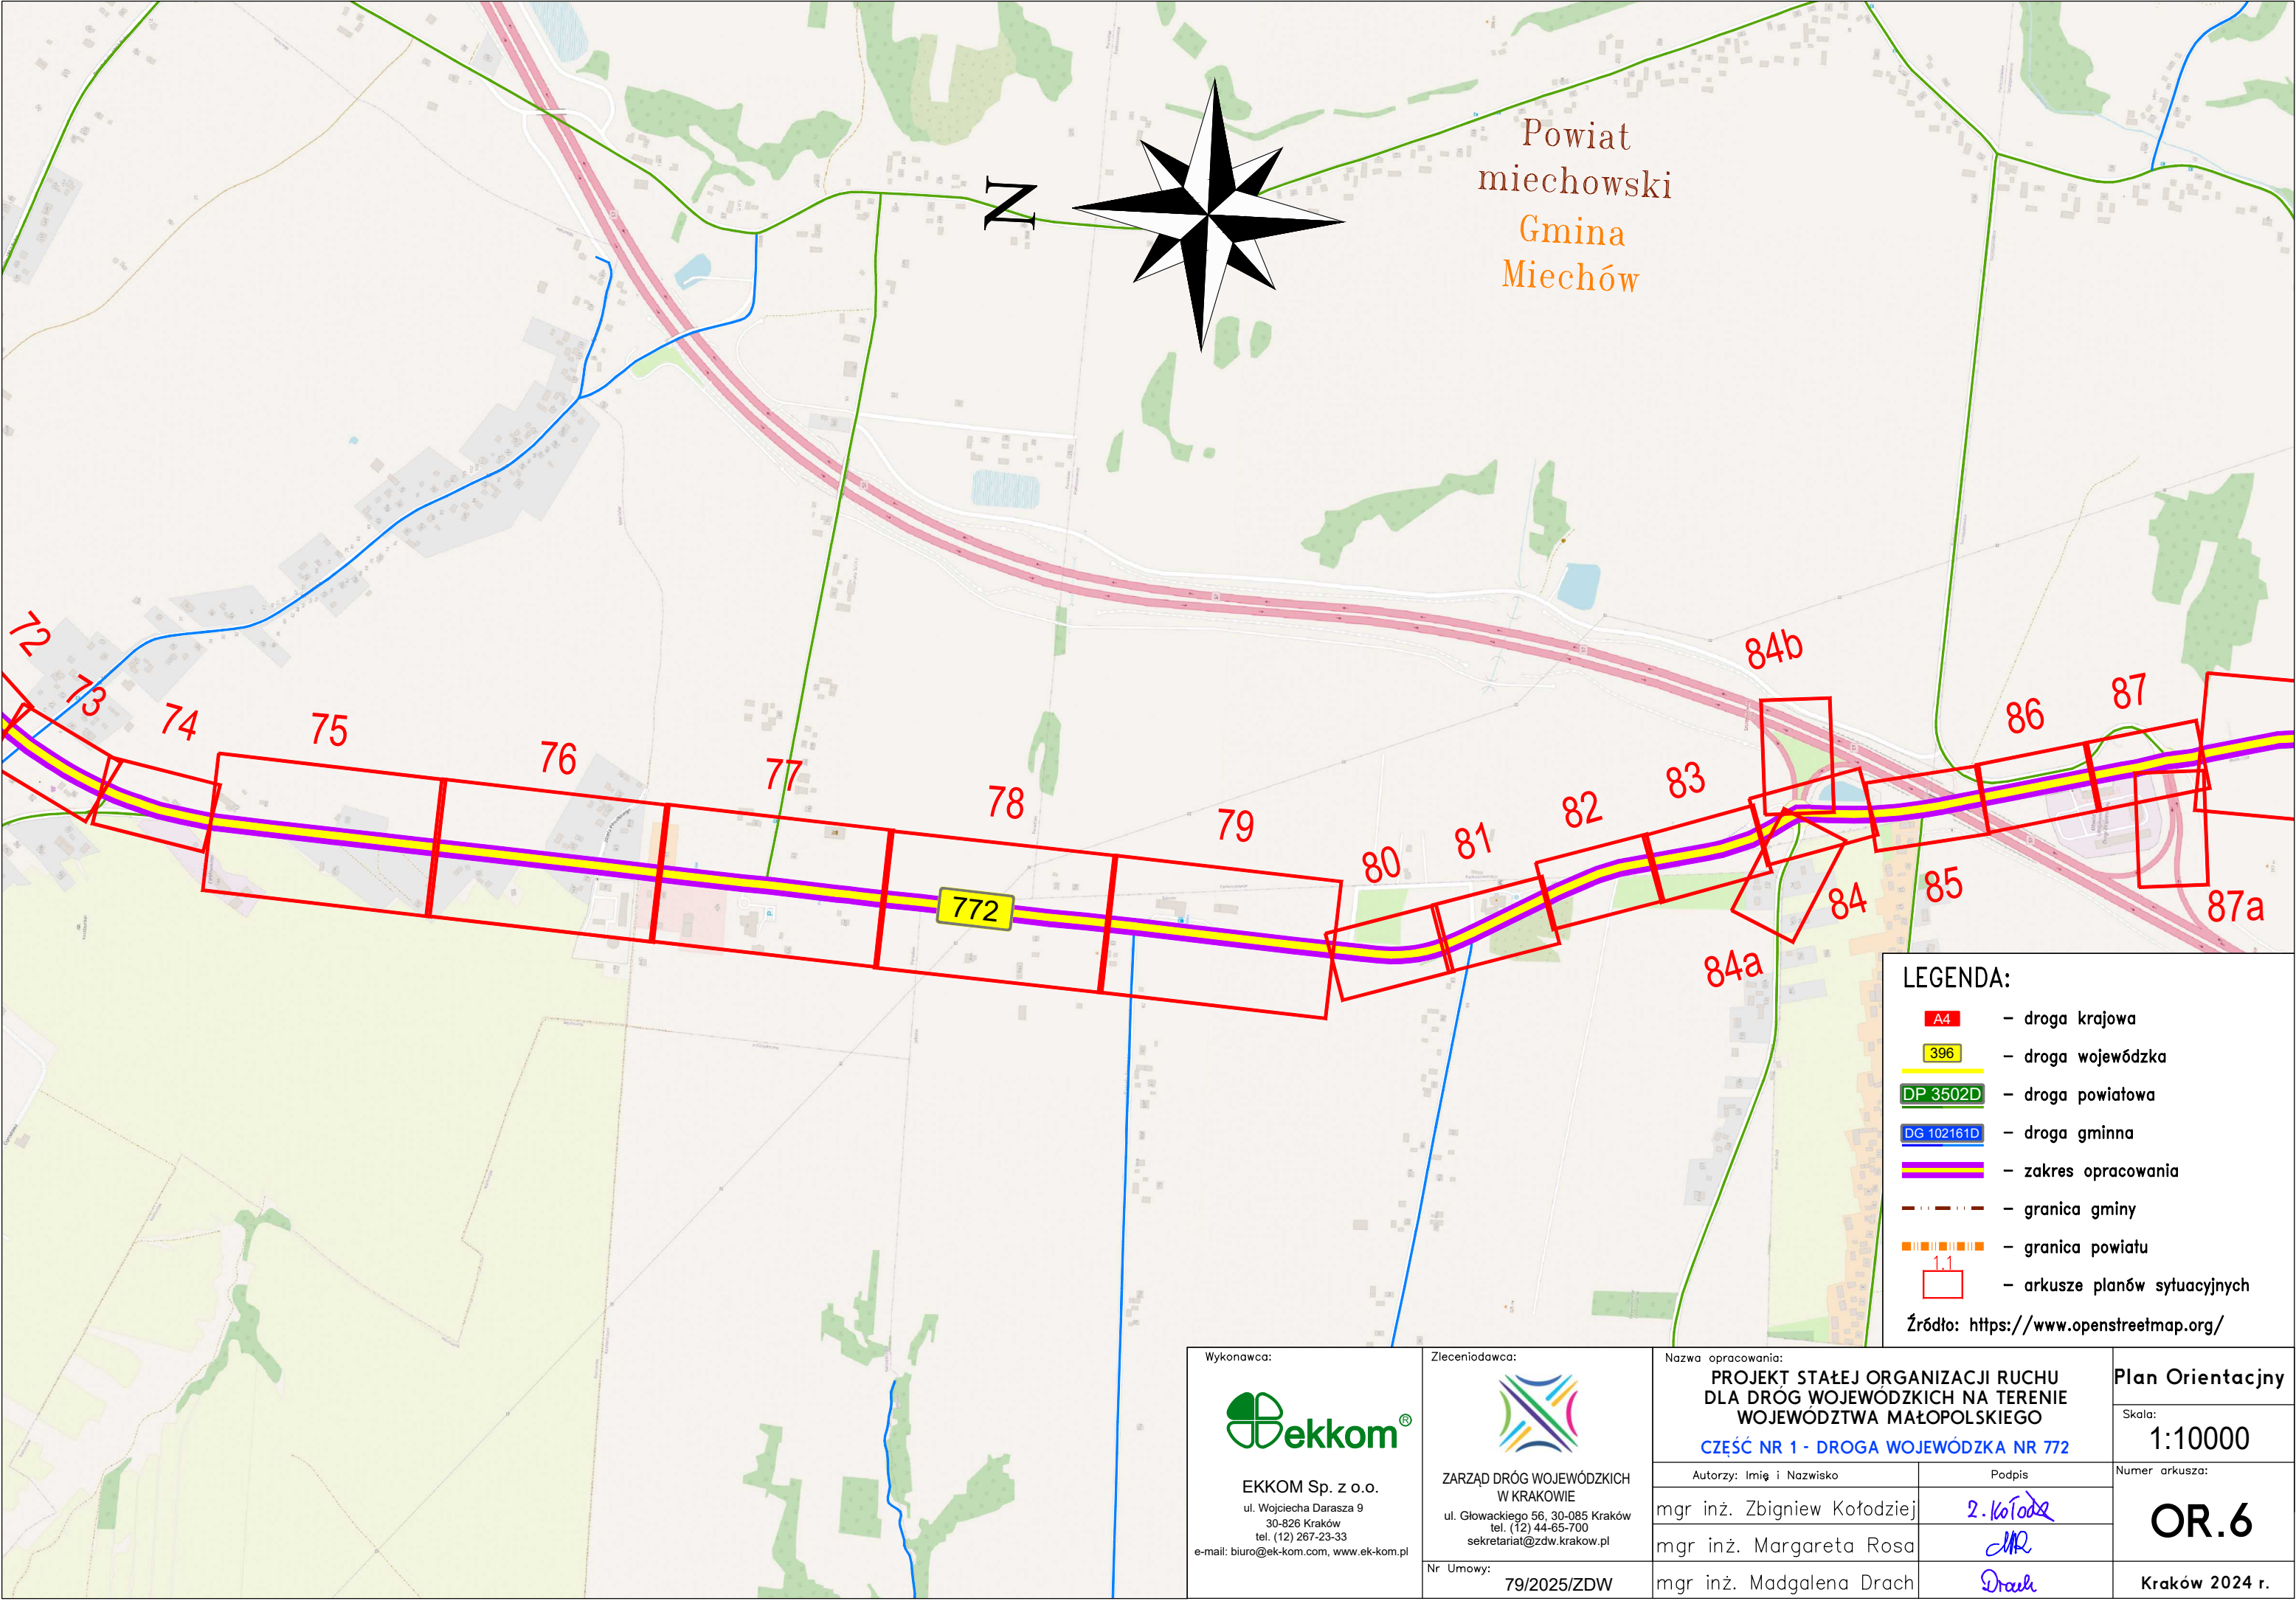 Powiat
miechowski
Gmina
Miechów
N
72
73
74
75
76
77
78
79
80
81
82
83
84b
84
84a
85
86
87
87a
772
LEGENDA:
A4 – droga krajowa
396 – droga wojewódzka
DP 3502D – droga powiatowa
DG 102161D – droga gminna
– zakres opracowania
– granica gminy
– granica powiatu
1.1 – arkusze planów sytuacyjnych
Źródło: https://www.openstreetmap.org/
Wykonawca:
ekkom®
EKKOM Sp. z o.o.
ul. Wojciecha Darasza 9
30-826 Kraków
tel. (12) 267-23-33
e-mail: biuro@ek-kom.com, www.ek-kom.pl
Zleceniodawca:
ZARZĄD DRÓG WOJEWÓDZKICH
W KRAKOWIE
ul. Głowackiego 56, 30-085 Kraków
tel. (12) 44-65-700
sekretariat@zdw.krakow.pl
Nr Umowy:
79/2025/ZDW
Nazwa opracowania:
PROJEKT STAŁEJ ORGANIZACJI RUCHU
DLA DRÓG WOJEWÓDZKICH NA TERENIE
WOJEWÓDZTWA MAŁOPOLSKIEGO
CZĘŚĆ NR 1 - DROGA WOJEWÓDZKA NR 772
Autorzy: Imię i Nazwisko
Podpis
mgr inż. Zbigniew Kołodziej
mgr inż. Margareta Rosa
MR
mgr inż. Madgalena Drach
Drach
Plan Orientacjny
Skala:
1:10000
Numer arkusza:
OR.6
Kraków 2024 r.